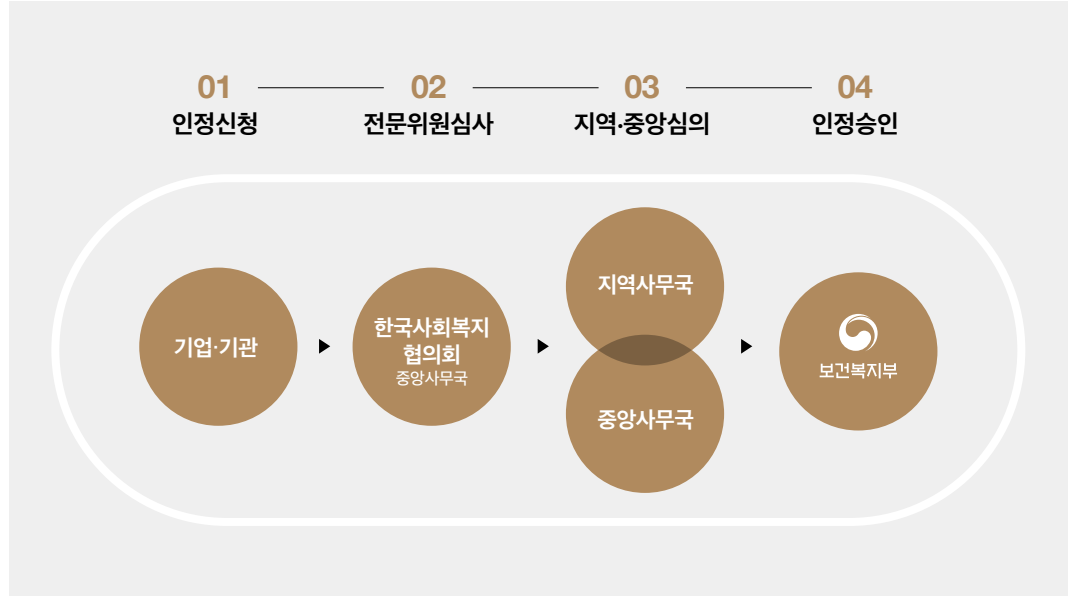 01
인정신청
02
전문위원심사
03
지역·중앙심의
04
인정승인
기업·기관
한국사회복지
협의회
중앙사무국
지역사무국
중앙사무국
보건복지부